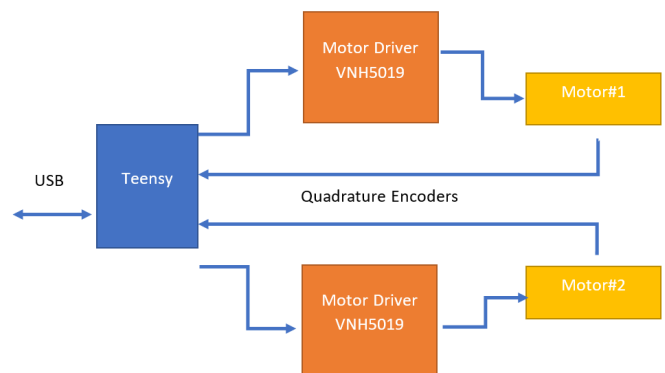 Motor Driver
VNH5019
Motor#1
USB
Teensy
Quadrature Encoders
Motor Driver
VNH5019
Motor#2